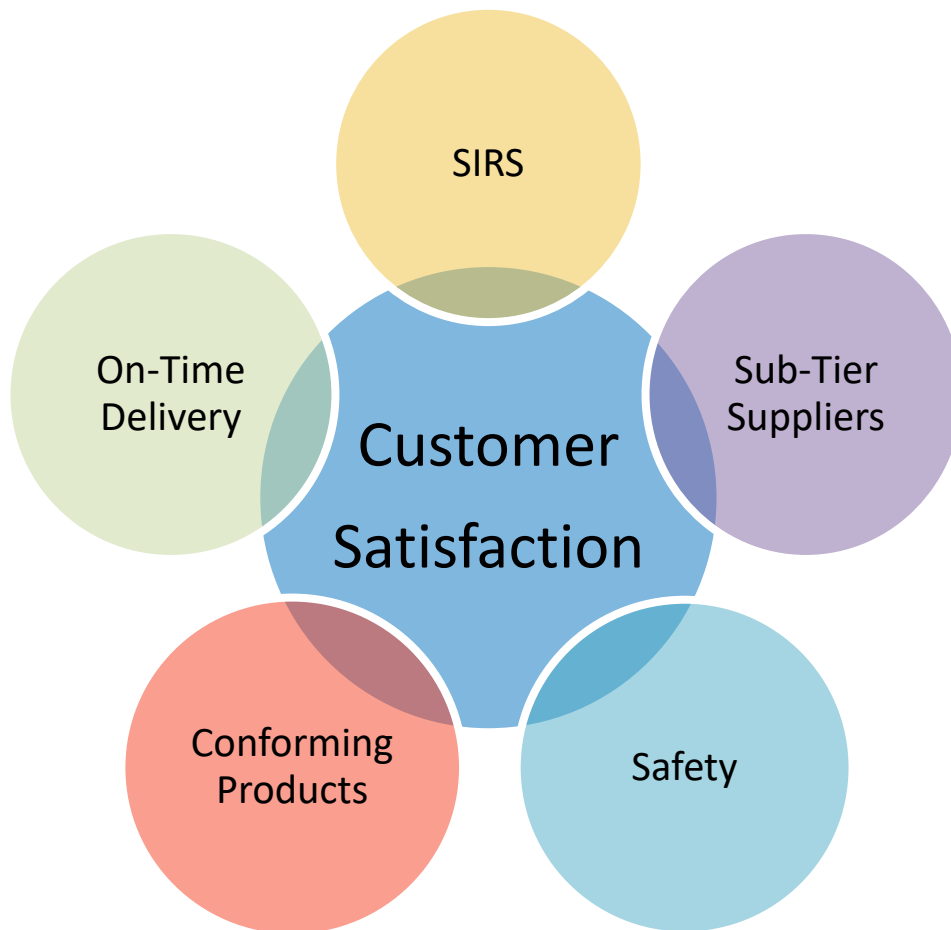 SIRS
On-Time
Delivery
Sub-Tier
Suppliers
Customer
Satisfaction
Conforming
Products
Safety